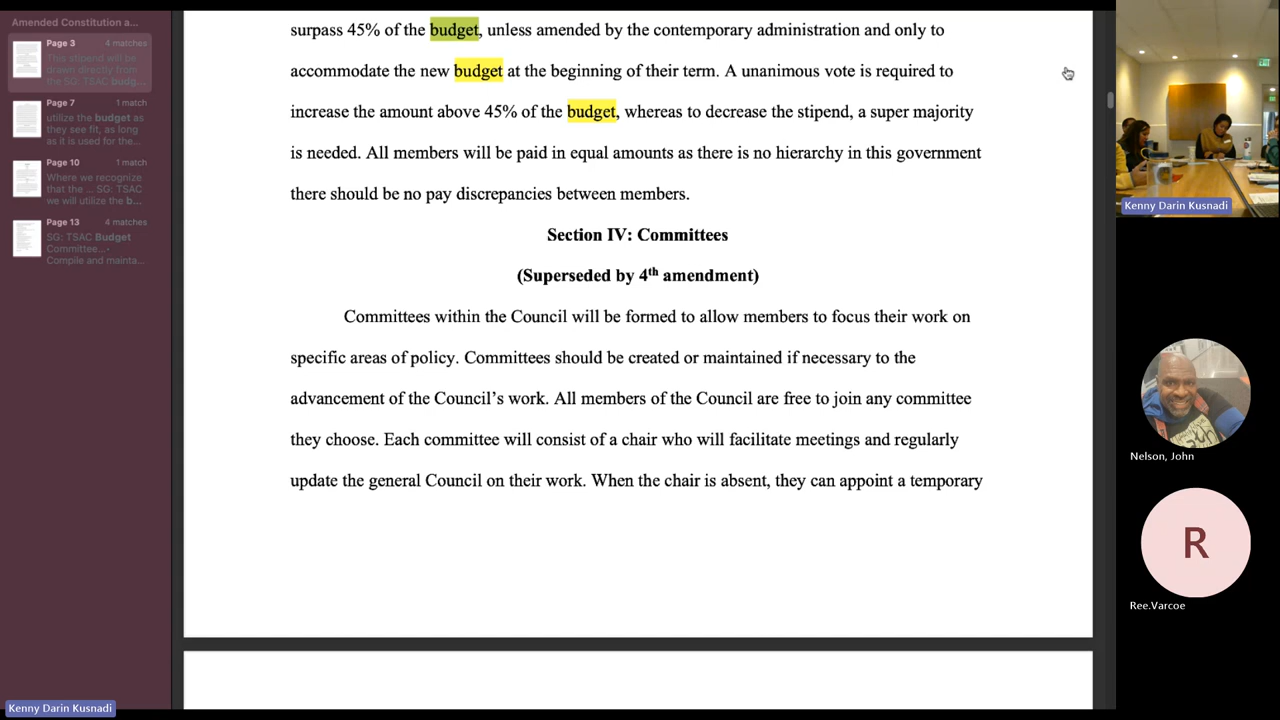 Amended Constitution a...
Page 3
4 matches
This stipend will be
drawn directly from
the SG: TSAC budg...
Page 7
1 match
utilize the budget as
they see fit, as long
as it is used for the...
Page 10
1 match
Where we recognize
that the ... SG: TSAC
we will utilize the b...
Page 13
4 matches
SG: TSAC Budget
Committee...•
Compile and mainta...
surpass 45% of the budget, unless amended by the contemporary administration and only to
accommodate the new budget at the beginning of their term. A unanimous vote is required to
increase the amount above 45% of the budget, whereas to decrease the stipend, a super majority
is needed. All members will be paid in equal amounts as there is no hierarchy in this government
there should be no pay discrepancies between members.
Section IV: Committees
(Superseded by 4th amendment)
Committees within the Council will be formed to allow members to focus their work on
specific areas of policy. Committees should be created or maintained if necessary to the
advancement of the Council's work. All members of the Council are free to join any committee
they choose. Each committee will consist of a chair who will facilitate meetings and regularly
update the general Council on their work. When the chair is absent, they can appoint a temporary
Kenny Darin Kusnadi
Nelson, John
R
Ree.Varcoe
Kenny Darin Kusnadi